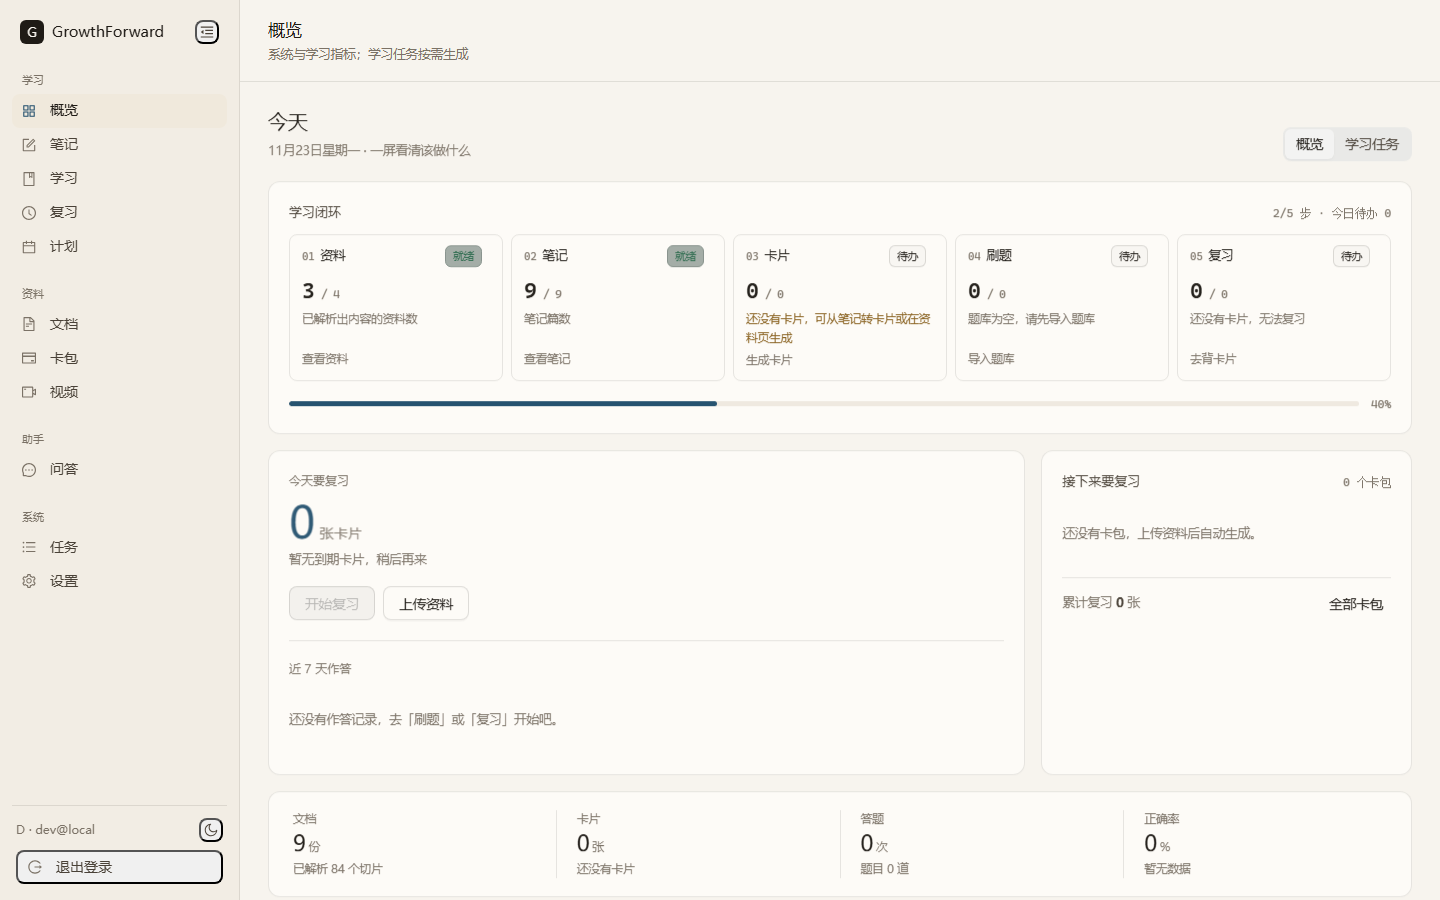 G GrowthForward
学习
概览
笔记
学习
复习
计划
资料
文档
卡包
视频
助手
问答
系统
任务
设置
D · dev@local
退出登录
概览
系统与学习指标；学习任务按需生成
今天
11月23日星期一 · 一屏看清该做什么
概览 学习任务
学习闭环
2/5 步 · 今日待办 0
01 资料 就绪
3 / 4
已解析出内容的资料数
查看资料
02 笔记 就绪
9 / 9
笔记篇数
查看笔记
03 卡片 待办
0 / 0
还没有卡片，可从笔记转卡片或在资
料页生成
生成卡片
04 刷题 待办
0 / 0
题库为空，请先导入题库
导入题库
05 复习 待办
0 / 0
还没有卡片，无法复习
去背卡片
40%
今天要复习
0 张卡片
暂无到期卡片，稍后再来
开始复习 上传资料
近 7 天作答
还没有作答记录，去「刷题」或「复习」开始吧。
接下来要复习
0 个卡包
还没有卡包，上传资料后自动生成。
累计复习 0 张
全部卡包
文档
9 份
已解析 84 个切片
卡片
0 张
还没有卡片
答题
0 次
题目 0 道
正确率
0 %
暂无数据